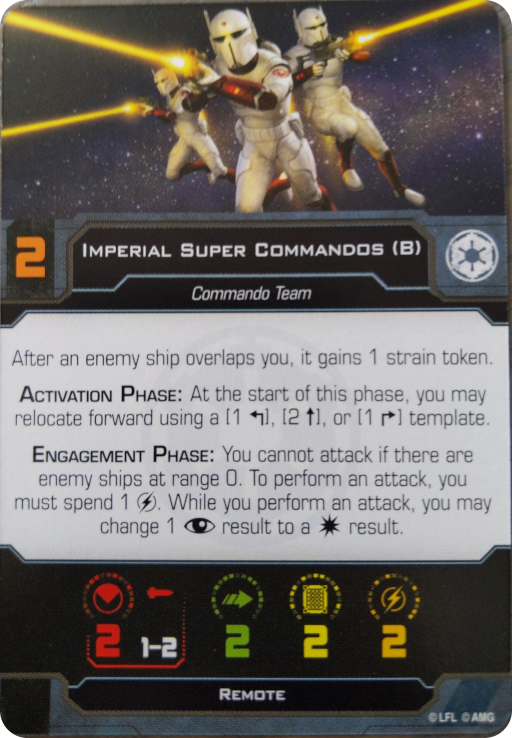 2
IMPERIAL SUPER COMMANDOS (B)
Commando Team
After an enemy ship overlaps you, it gains 1 strain token.
ACTIVATION PHASE: At the start of this phase, you may
relocate forward using a [1 ↰], [2 ↑], or [1 ↱] template.
ENGAGEMENT PHASE: You cannot attack if there are
enemy ships at range 0. To perform an attack, you
must spend 1 . While you perform an attack, you may
change 1 result to a result.
2 1-2 2 2 2
REMOTE
© LFL © AMG